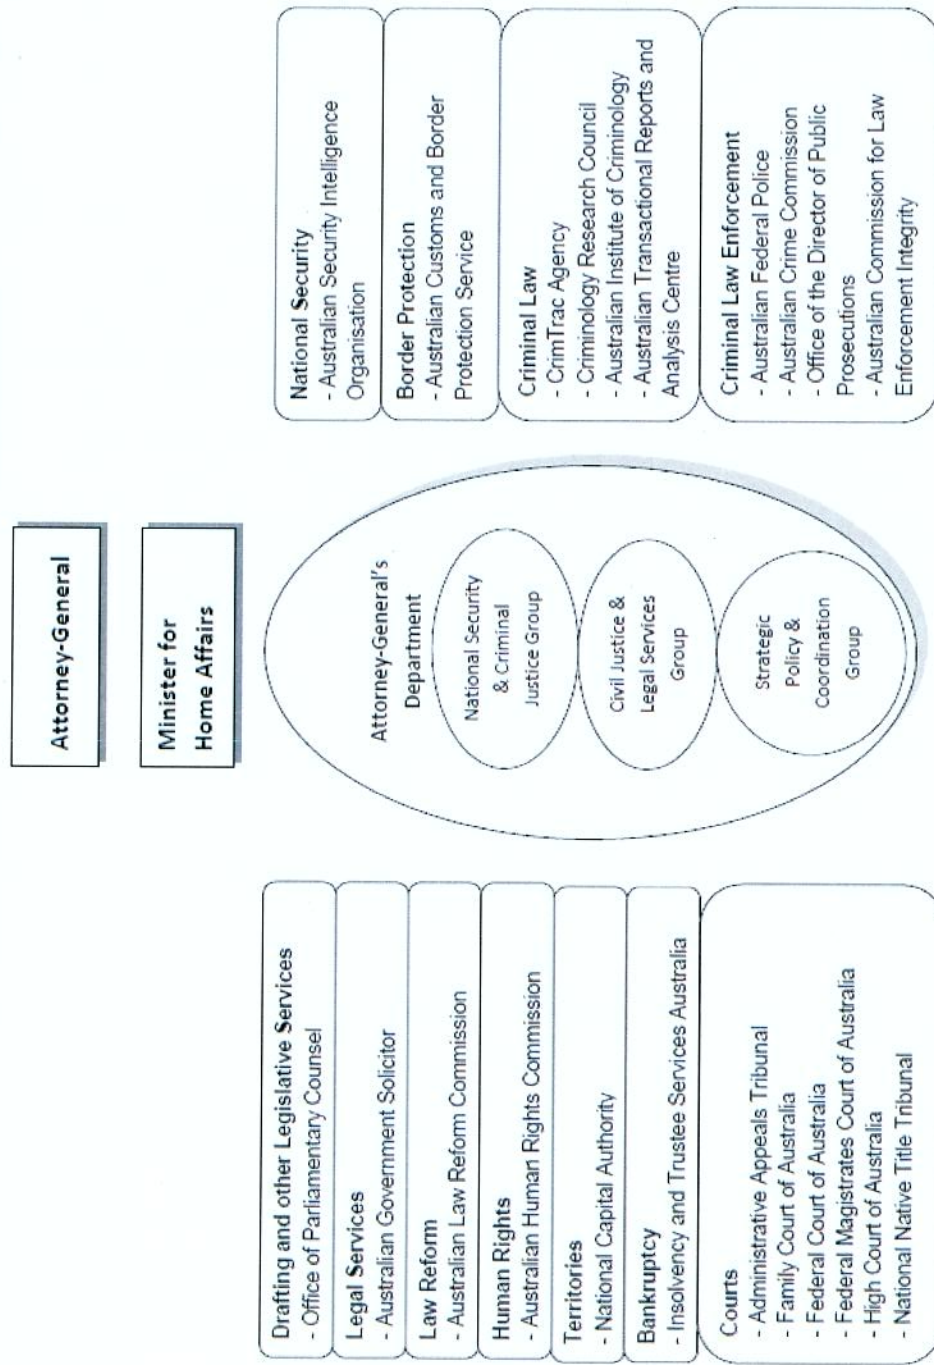 Attorney-General
Minister for
Home Affairs
Drafting and other Legislative Services
- Office of Parliamentary Counsel
Legal Services
- Australian Government Solicitor
Law Reform
- Australian Law Reform Commission
Human Rights
- Australian Human Rights Commission
Territories
- National Capital Authority
Bankruptcy
- Insolvency and Trustee Services Australia
Courts
- Administrative Appeals Tribunal
- Family Court of Australia
- Federal Court of Australia
- Federal Magistrates Court of Australia
- High Court of Australia
- National Native Title Tribunal
Attorney-General's
Department
National Security
& Criminal
Justice Group
Civil Justice &
Legal Services
Group
Strategic
Policy &
Coordination
Group
National Security
- Australian Security Intelligence
Organisation
Border Protection
- Australian Customs and Border
Protection Service
Criminal Law
- CrimTrac Agency
- Criminology Research Council
- Australian Institute of Criminology
- Australian Transactional Reports and
Analysis Centre
Criminal Law Enforcement
- Australian Federal Police
- Australian Crime Commission
- Office of the Director of Public
Prosecutions
- Australian Commission for Law
Enforcement Integrity